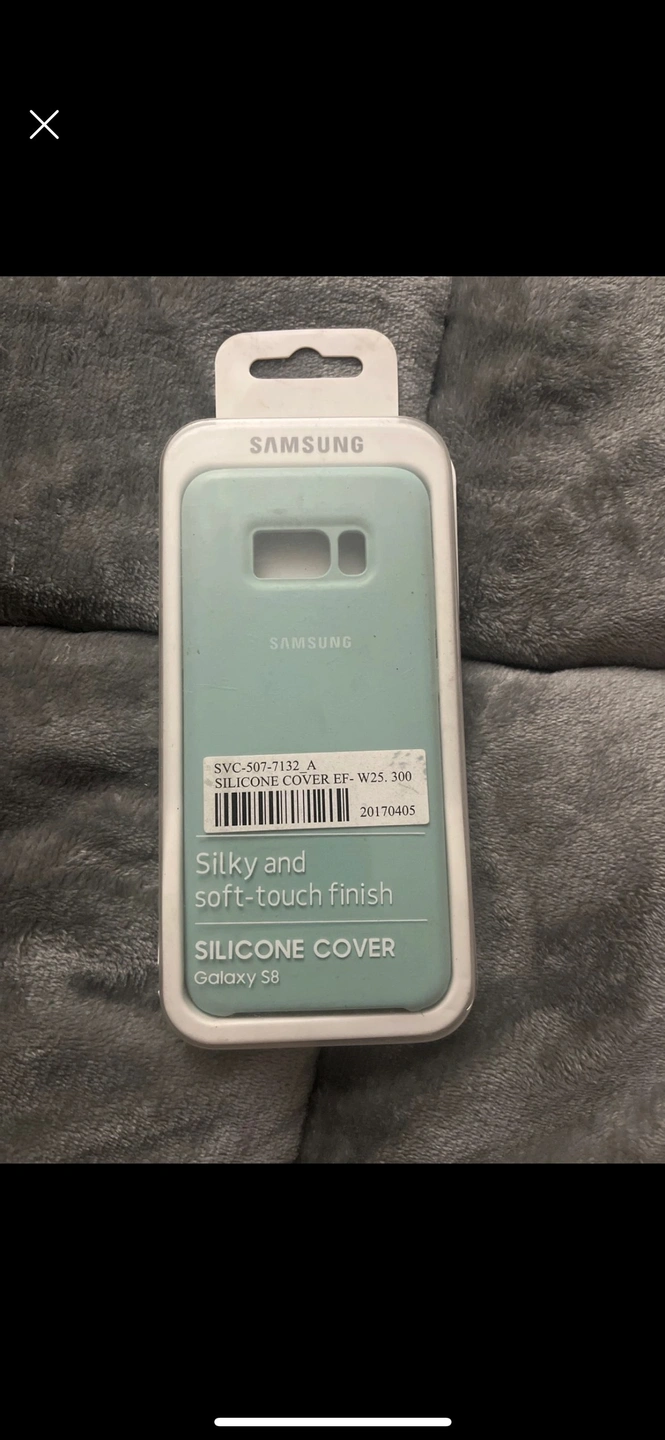 SAMSUNG
SAMSUNG
SVC-507-7132_A
SILICONE COVER EF- W25. 300
20170405
Silky and
soft-touch finish
SILICONE COVER
Galaxy S8